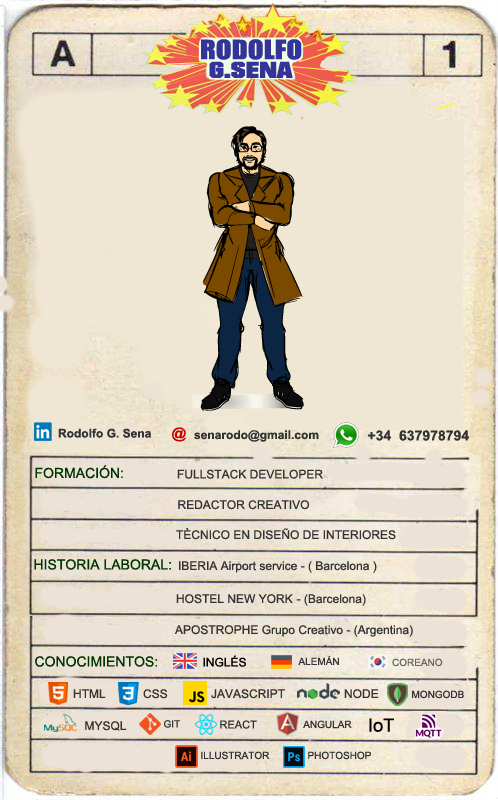 A
RODOLFO
G.SENA
1
in Rodolfo G. Sena @ senarodo@gmail.com +34 637978794
FORMACIÓN: FULLSTACK DEVELOPER
REDACTOR CREATIVO
TÈCNICO EN DISEÑO DE INTERIORES
HISTORIA LABORAL: IBERIA Airport service - ( Barcelona )
HOSTEL NEW YORK - (Barcelona)
APOSTROPHE Grupo Creativo - (Argentina)
CONOCIMIENTOS: INGLÉS ALEMÁN COREANO
5 HTML 3 CSS JS JAVASCRIPT node NODE MONGODB
MySQL MYSQL GIT REACT A ANGULAR IoT MQTT
Ai ILLUSTRATOR Ps PHOTOSHOP